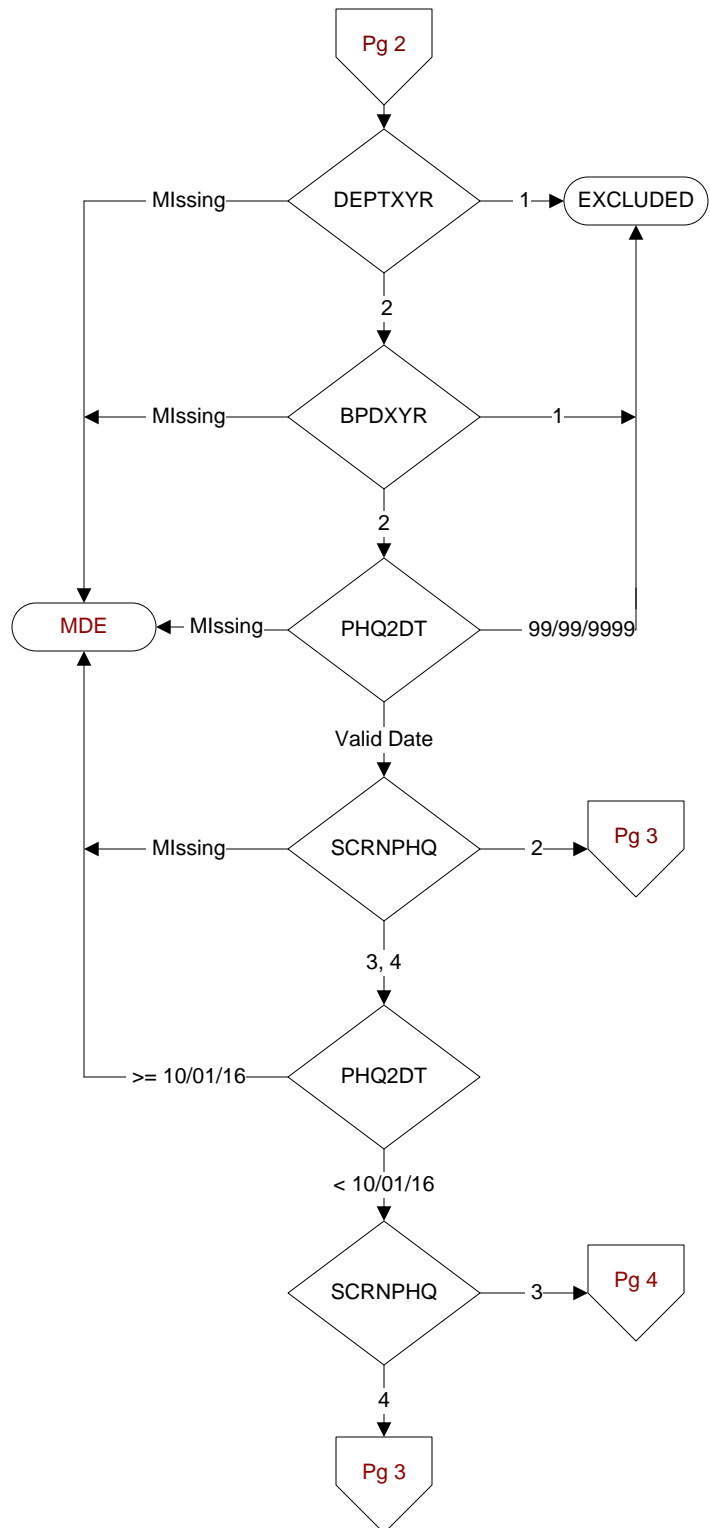 Pg 2
MIssing
DEPTXYR
1
EXCLUDED
2
MIssing
BPDXYR
1
2
MDE
MIssing
PHQ2DT
99/99/9999
Valid Date
MIssing
SCRNPHQ
2
Pg 3
3, 4
>= 10/01/16
PHQ2DT
< 10/01/16
SCRNPHQ
3
Pg 4
4
Pg 3